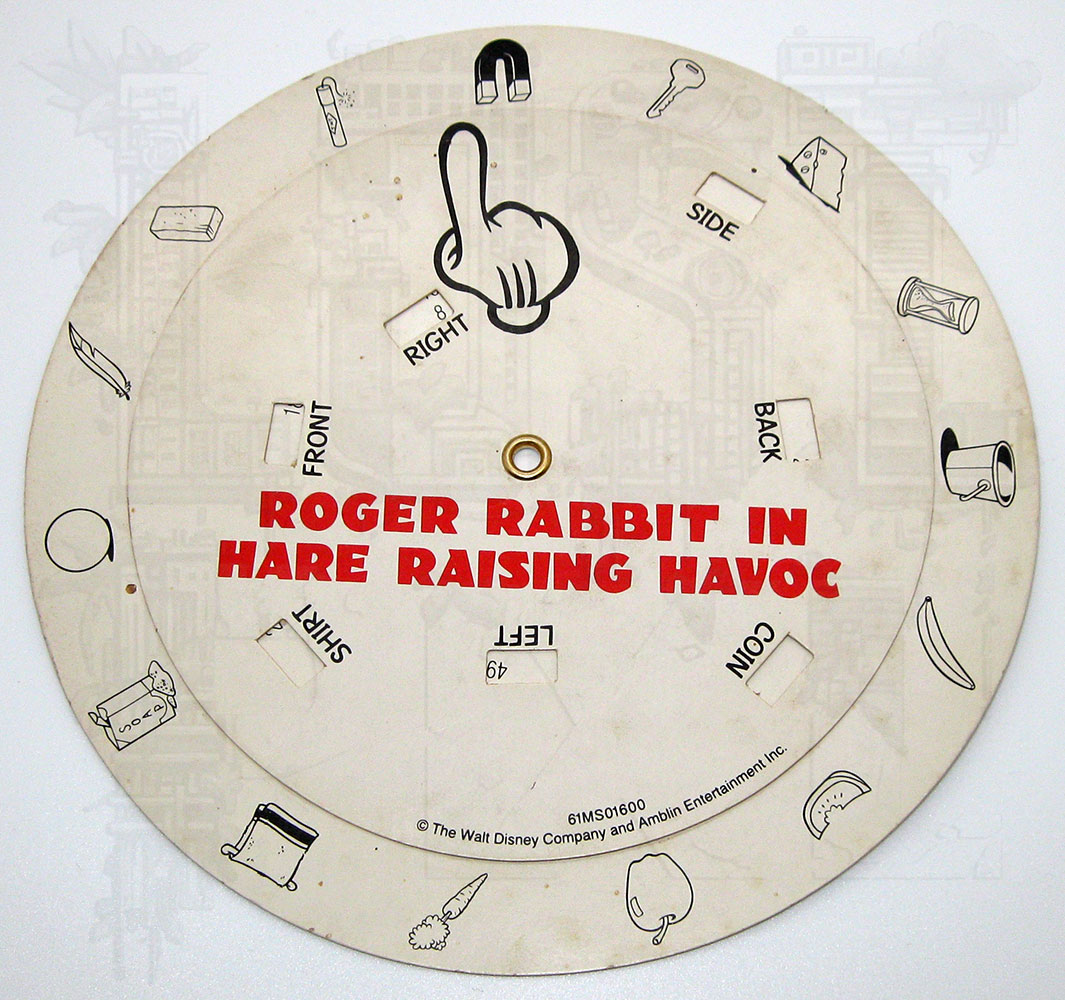 SIDE
8
RIGHT
FRONT
BACK
ROGER RABBIT IN
HARE RAISING HAVOC
SHIRT
LEFT
49
COIN
SOAP
61MS01600
© The Walt Disney Company and Amblin Entertainment Inc.